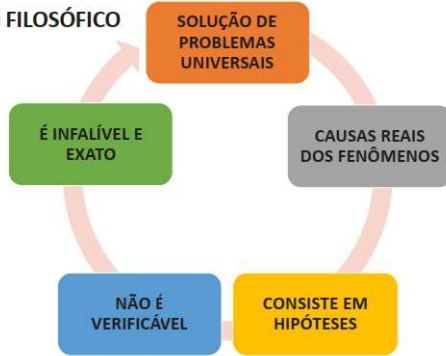 FILOSÓFICO
SOLUÇÃO DE
PROBLEMAS
UNIVERSAIS
CAUSAS REAIS
DOS FENÔMENOS
CONSISTE EM
HIPÓTESES
NÃO É
VERIFICÁVEL
É INFALÍVEL E
EXATO